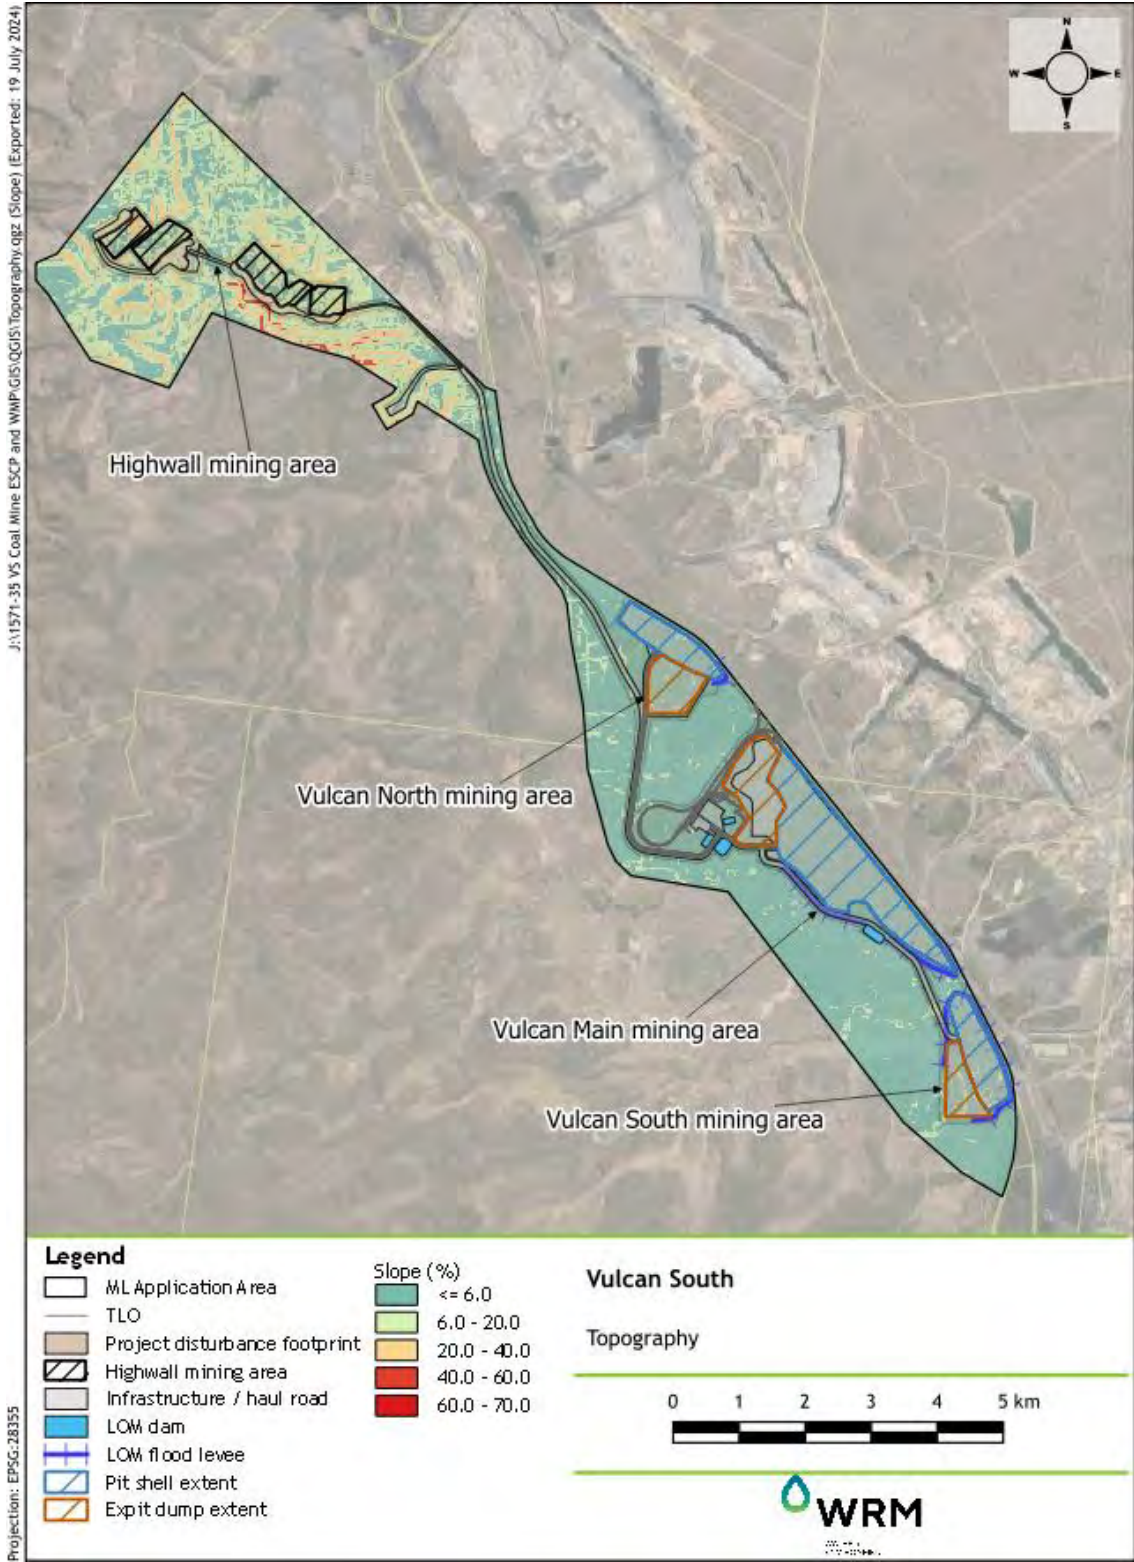 J:\1571-35 VS Coal Mine ESCP and WMP\GIS\QGIS\Topography.qgz (Slope) (Exported: 19 July 2024)
N
W
E
S
Highwall mining area
Vulcan North mining area
Vulcan Main mining area
Vulcan South mining area
Projection: EPSG:28355
Legend
ML Application Area
TLO
Project disturbance footprint
Highwall mining area
Infrastructure / haul road
LOM dam
LOM flood levee
Pit shell extent
Expit dump extent
Slope (%)
<= 6.0
6.0 - 20.0
20.0 - 40.0
40.0 - 60.0
60.0 - 70.0
Vulcan South
Topography
0 1 2 3 4 5 km
WRM